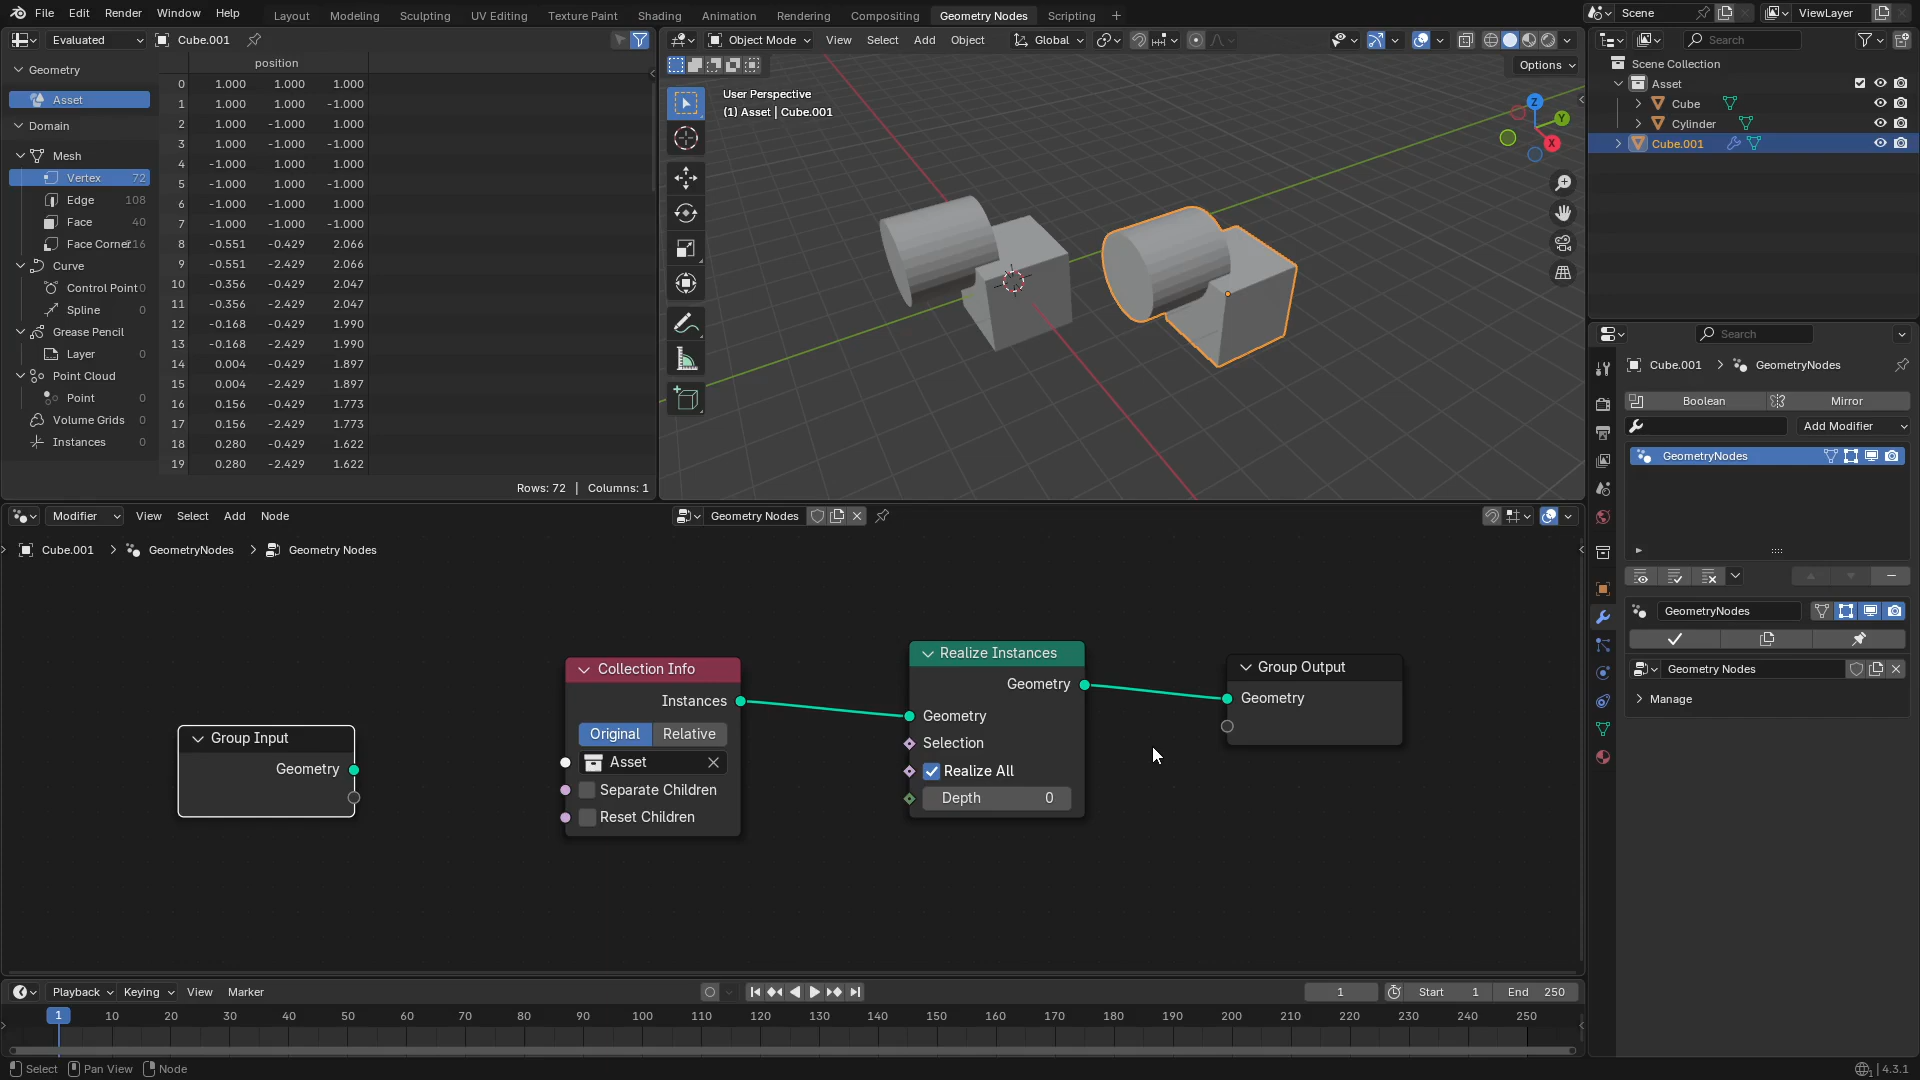 File Edit Render Window Help Layout Modeling Sculpting UV Editing Texture Paint Shading Animation Rendering Compositing Geometry Nodes Scripting + Scene ViewLayer
Evaluated Cube.001
position
Geometry
Asset
Domain
Mesh
Vertex 72
Edge 108
Face 40
Face Corner 216
Curve
Control Point 0
Spline 0
Grease Pencil
Layer 0
Point Cloud
Point 0
Volume Grids 0
Instances 0
0 1.000 1.000 1.000
1 1.000 1.000 -1.000
2 1.000 -1.000 1.000
3 1.000 -1.000 -1.000
4 -1.000 1.000 1.000
5 -1.000 1.000 -1.000
6 -1.000 -1.000 1.000
7 -1.000 -1.000 -1.000
8 -0.551 -0.429 2.066
9 -0.551 -2.429 2.066
10 -0.356 -0.429 2.047
11 -0.356 -2.429 2.047
12 -0.168 -0.429 1.990
13 -0.168 -2.429 1.990
14 0.004 -0.429 1.897
15 0.004 -2.429 1.897
16 0.156 -0.429 1.773
17 0.156 -2.429 1.773
18 0.280 -0.429 1.622
19 0.280 -2.429 1.622
Rows: 72 | Columns: 1
Object Mode View Select Add Object Global
Options
User Perspective
(1) Asset | Cube.001
Z
Y
X
Search
Scene Collection
Asset
Cube
Cylinder
Cube.001
Search
Cube.001 > GeometryNodes
Boolean Mirror
Add Modifier
GeometryNodes
GeometryNodes
Geometry Nodes
Manage
Modifier View Select Add Node Geometry Nodes
Cube.001 > GeometryNodes > Geometry Nodes
Group Input
Geometry
Collection Info
Instances
Original Relative
Asset
Separate Children
Reset Children
Realize Instances
Geometry
Geometry
Selection
Realize All
Depth 0
Group Output
Geometry
Playback Keying View Marker 1 Start 1 End 250
1 10 20 30 40 50 60 70 80 90 100 110 120 130 140 150 160 170 180 190 200 210 220 230 240 250
Select Pan View Node 4.3.1